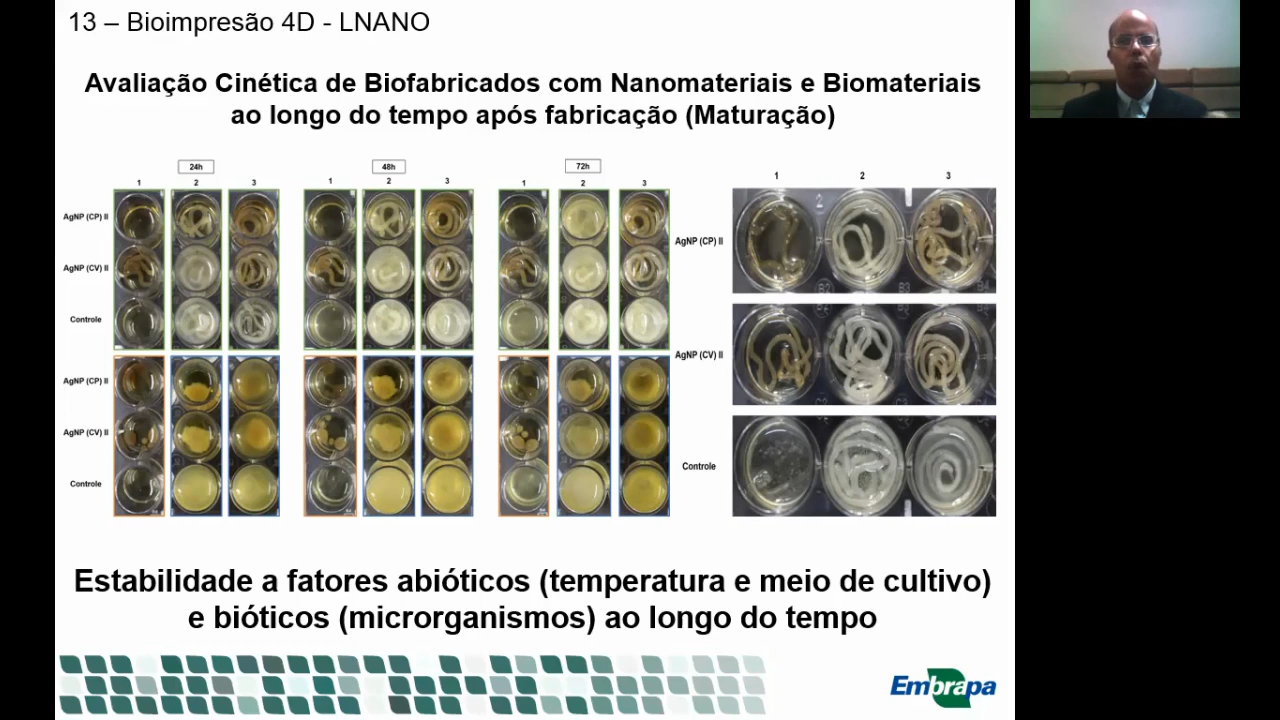 13 – Bioimpresão 4D - LNANO
Avaliação Cinética de Biofabricados com Nanomateriais e Biomateriais
ao longo do tempo após fabricação (Maturação)
24h
48h
72h
1 2 3
1 2 3
1 2 3
AgNP (CP) II
AgNP (CV) II
Controle
AgNP (CP) II
AgNP (CV) II
Controle
1 2 3
AgNP (CP) II
AgNP (CV) II
Controle
Estabilidade a fatores abióticos (temperatura e meio de cultivo)
e bióticos (microrganismos) ao longo do tempo
Embrapa